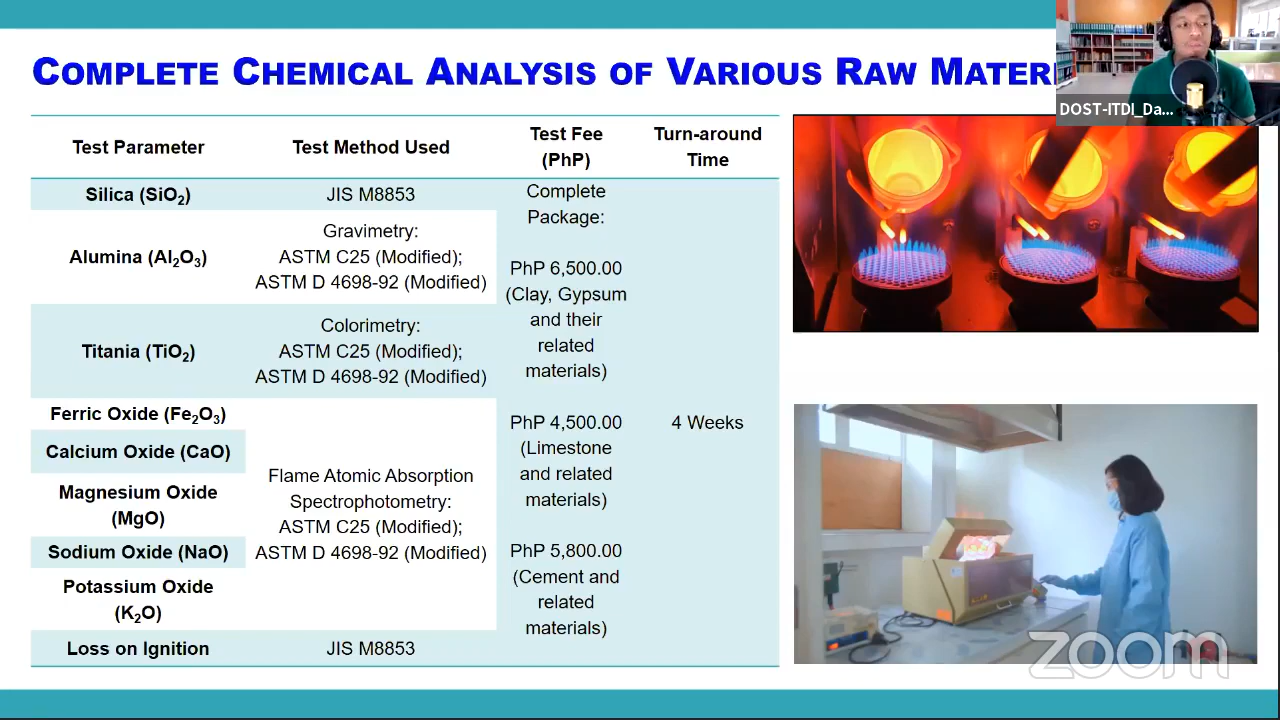 COMPLETE CHEMICAL ANALYSIS OF VARIOUS RAW MATER
DOST-ITDI_Da...
Test Parameter
Test Method Used
Test Fee
(PhP)
Turn-around
Time
Silica (SiO₂)
JIS M8853
Alumina (Al₂O₃)
Gravimetry:
ASTM C25 (Modified);
ASTM D 4698-92 (Modified)
Titania (TiO₂)
Colorimetry:
ASTM C25 (Modified);
ASTM D 4698-92 (Modified)
Ferric Oxide (Fe₂O₃)
Calcium Oxide (CaO)
Magnesium Oxide
(MgO)
Sodium Oxide (NaO)
Potassium Oxide
(K₂O)
Flame Atomic Absorption
Spectrophotometry:
ASTM C25 (Modified);
ASTM D 4698-92 (Modified)
Loss on Ignition
JIS M8853
Complete
Package:
PhP 6,500.00
(Clay, Gypsum
and their
related
materials)
PhP 4,500.00
(Limestone
and related
materials)
PhP 5,800.00
(Cement and
related
materials)
4 Weeks
zoom